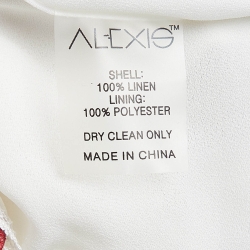 ALEXIS™
SHELL:
100% LINEN
LINING:
100% POLYESTER
DRY CLEAN ONLY
MADE IN CHINA